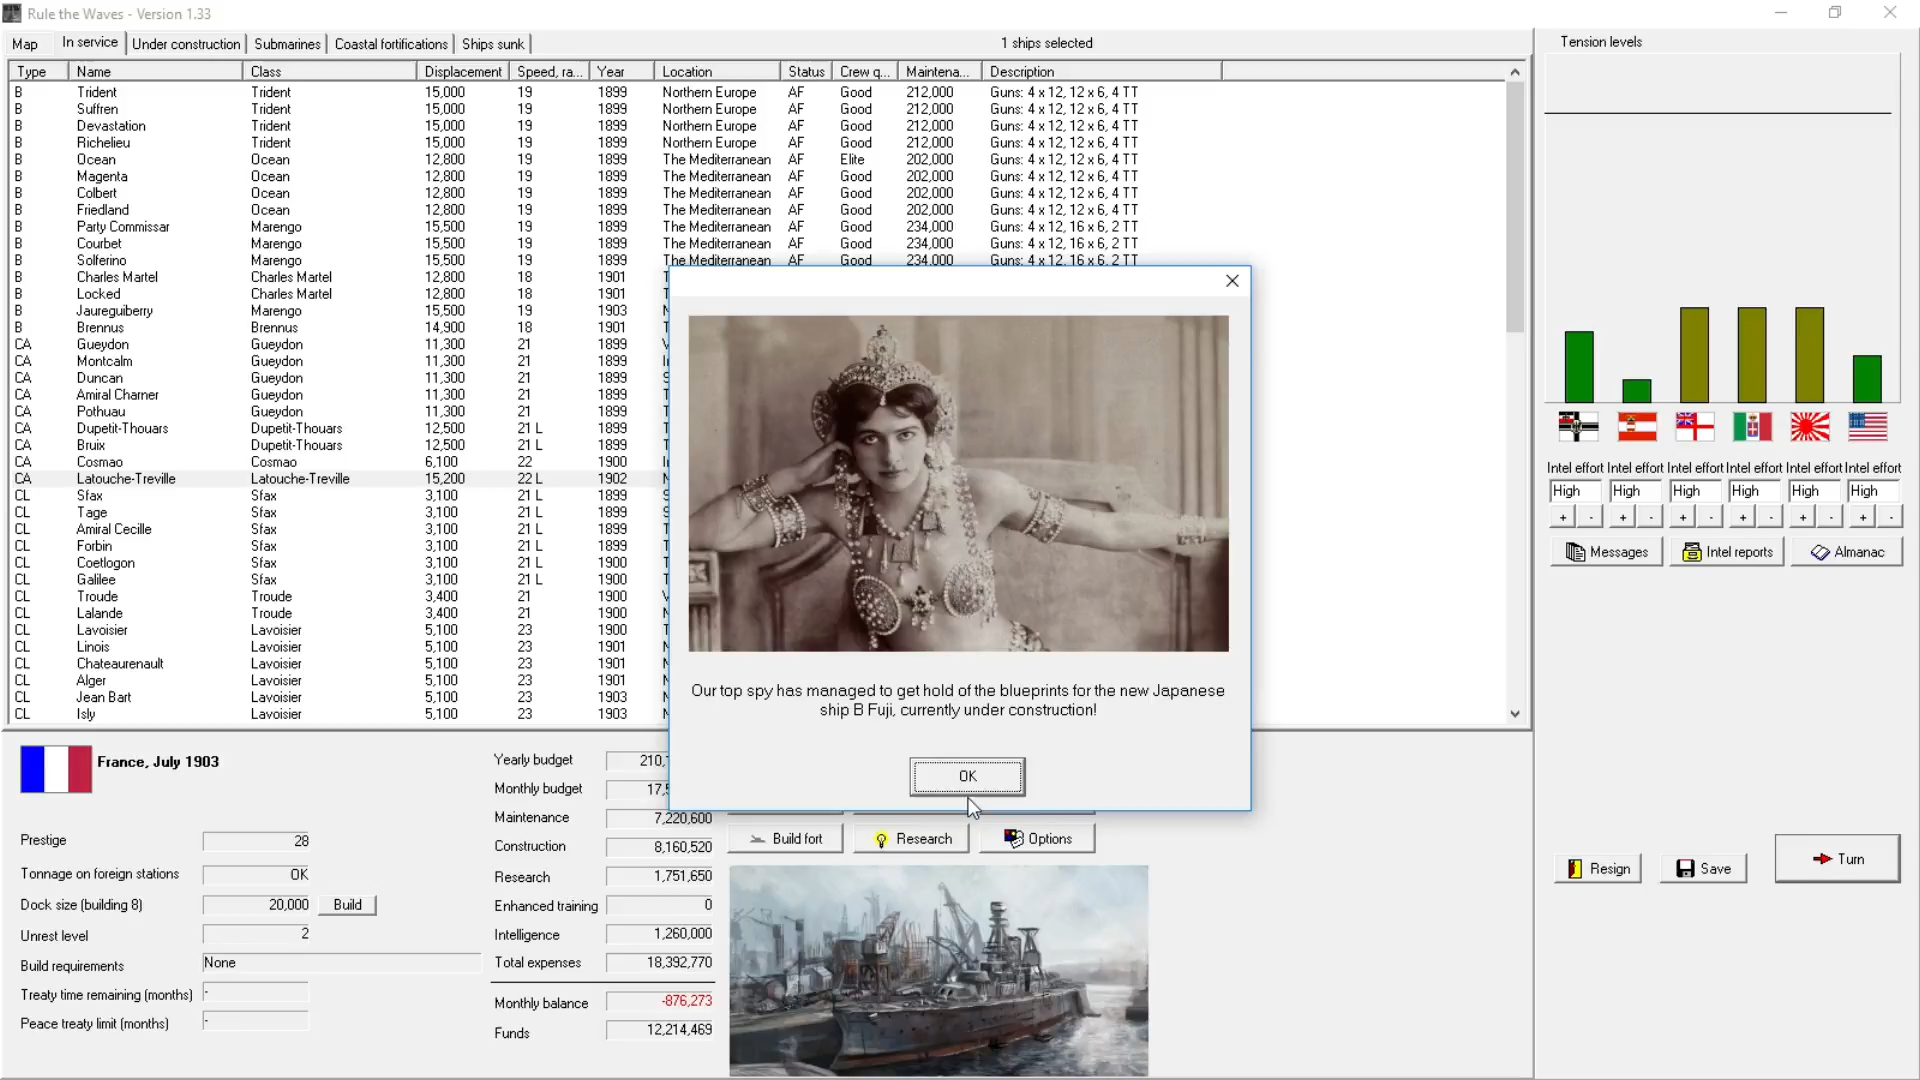 Rule the Waves - Version 1.33
Map In service Under construction Submarines Coastal fortifications Ships sunk 1 ships selected
Type Name Class Displacement Speed, ra... Year Location Status Crew q... Maintena... Description
B Trident Trident 15,000 19 1899 Northern Europe AF Good 212,000 Guns: 4 x 12, 12 x 6, 4 TT
B Suffren Trident 15,000 19 1899 Northern Europe AF Good 212,000 Guns: 4 x 12, 12 x 6, 4 TT
B Devastation Trident 15,000 19 1899 Northern Europe AF Good 212,000 Guns: 4 x 12, 12 x 6, 4 TT
B Richelieu Trident 15,000 19 1899 Northern Europe AF Good 212,000 Guns: 4 x 12, 12 x 6, 4 TT
B Ocean Ocean 12,800 19 1899 The Mediterranean AF Elite 202,000 Guns: 4 x 12, 12 x 6, 4 TT
B Magenta Ocean 12,800 19 1899 The Mediterranean AF Good 202,000 Guns: 4 x 12, 12 x 6, 4 TT
B Colbert Ocean 12,800 19 1899 The Mediterranean AF Good 202,000 Guns: 4 x 12, 12 x 6, 4 TT
B Friedland Ocean 12,800 19 1899 The Mediterranean AF Good 202,000 Guns: 4 x 12, 12 x 6, 4 TT
B Party Commissar Marengo 15,500 19 1899 The Mediterranean AF Good 234,000 Guns: 4 x 12, 16 x 6, 2 TT
B Courbet Marengo 15,500 19 1899 The Mediterranean AF Good 234,000 Guns: 4 x 12, 16 x 6, 2 TT
B Solferino Marengo 15,500 19 1899 The Mediterranean AF Good 234,000 Guns: 4 x 12, 16 x 6, 2 TT
B Charles Martel Charles Martel 12,800 18 1901
B Locked Charles Martel 12,800 18 1901
B Jaureguiberry Marengo 15,500 19 1903
B Brennus Brennus 14,900 18 1901
CA Gueydon Gueydon 11,300 21 1899
CA Montcalm Gueydon 11,300 21 1899
CA Duncan Gueydon 11,300 21 1899
CA Amiral Charner Gueydon 11,300 21 1899
CA Pothuau Gueydon 11,300 21 1899
CA Dupetit-Thouars Dupetit-Thouars 12,500 21 L 1899
CA Bruix Dupetit-Thouars 12,500 21 L 1899
CA Cosmao Cosmao 6,100 22 1900
CA Latouche-Treville Latouche-Treville 15,200 22 L 1902
CL Sfax Sfax 3,100 21 L 1899
CL Tage Sfax 3,100 21 L 1899
CL Amiral Cecille Sfax 3,100 21 L 1899
CL Forbin Sfax 3,100 21 L 1899
CL Coetlogon Sfax 3,100 21 L 1900
CL Galilee Sfax 3,100 21 L 1900
CL Troude Troude 3,400 21 1900
CL Lalande Troude 3,400 21 1900
CL Lavoisier Lavoisier 5,100 23 1900
CL Linois Lavoisier 5,100 23 1901
CL Chateaurenault Lavoisier 5,100 23 1901
CL Alger Lavoisier 5,100 23 1901
CL Jean Bart Lavoisier 5,100 23 1903
CL Isly Lavoisier 5,100 23 1903
Our top spy has managed to get hold of the blueprints for the new Japanese
ship B Fuji, currently under construction!
OK
Tension levels
Intel effort Intel effort Intel effort Intel effort Intel effort Intel effort
High High High High High High
+ - + - + - + - + - + -
Messages Intel reports Almanac
France, July 1903
Prestige 28
Tonnage on foreign stations OK
Dock size (building 8) 20,000 Build
Unrest level 2
Build requirements None
Treaty time remaining (months) -
Peace treaty limit (months) -
Yearly budget
Monthly budget
Maintenance 7,220,600
Construction 8,160,520
Research 1,751,650
Enhanced training 0
Intelligence 1,260,000
Total expenses 18,392,770
Monthly balance -876,273
Funds 12,214,469
Build fort Research Options
Resign Save Turn